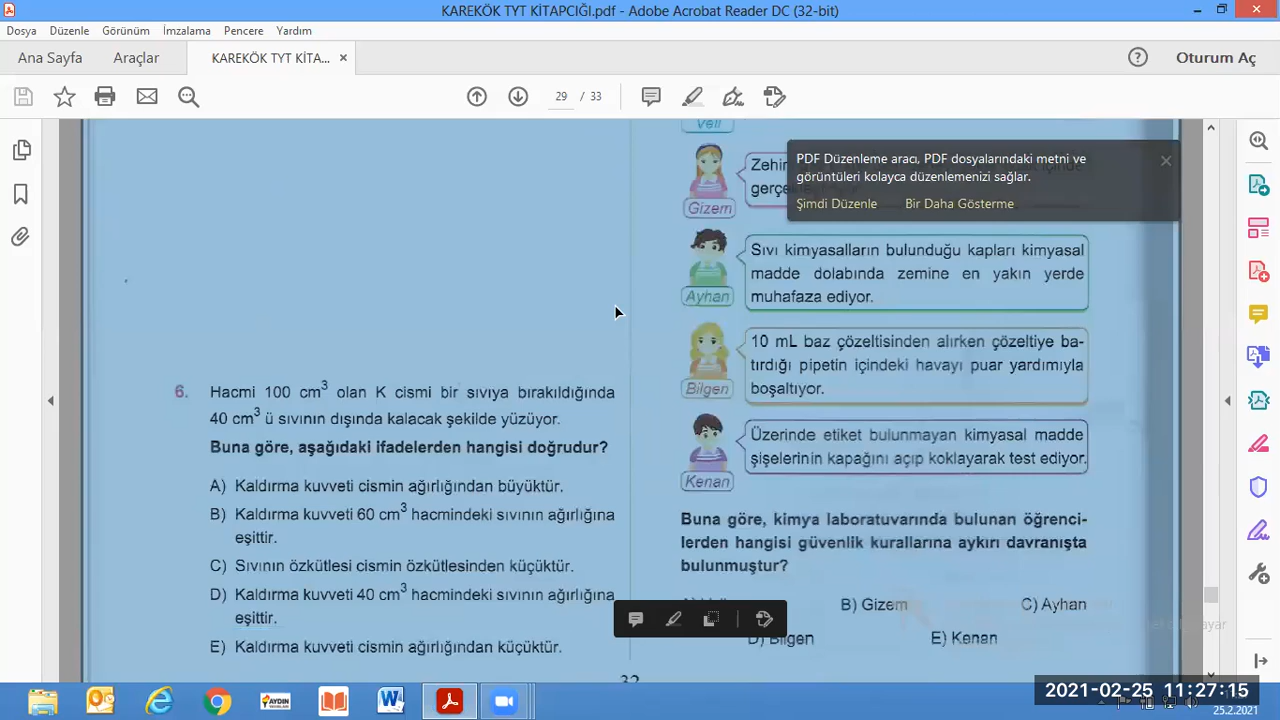 KAREKÖK TYT KİTAPCIĞI.pdf - Adobe Acrobat Reader DC (32-bit)
Dosya Düzenle Görünüm İmzalama Pencere Yardım
Ana Sayfa Araçlar KAREKÖK TYT KİTA... × Oturum Aç
29 / 33
PDF Düzenleme aracı, PDF dosyalarındaki metni ve
görüntüleri kolayca düzenlemenizi sağlar.
Şimdi Düzenle Bir Daha Gösterme
6. Hacmi 100 cm³ olan K cismi bir sıvıya bırakıldığında
40 cm³ ü sıvının dışında kalacak şekilde yüzüyor.
Buna göre, aşağıdaki ifadelerden hangisi doğrudur?
A) Kaldırma kuvveti cismin ağırlığından büyüktür.
B) Kaldırma kuvveti 60 cm³ hacmindeki sıvının ağırlığına
eşittir.
C) Sıvının özkütlesi cismin özkütlesinden küçüktür.
D) Kaldırma kuvveti 40 cm³ hacmindeki sıvının ağırlığına
eşittir.
E) Kaldırma kuvveti cismin ağırlığından küçüktür.
32
Veli
Gizem
Ayhan
Sıvı kimyasalların bulunduğu kapları kimyasal
madde dolabında zemine en yakın yerde
muhafaza ediyor.
Bilgen
10 mL baz çözeltisinden alırken çözeltiye ba-
tırdığı pipetin içindeki havayı puar yardımıyla
boşaltıyor.
Kenan
Üzerinde etiket bulunmayan kimyasal madde
şişelerinin kapağını açıp koklayarak test ediyor.
Buna göre, kimya laboratuvarında bulunan öğrenci-
lerden hangisi güvenlik kurallarına aykırı davranışta
bulunmuştur?
B) Gizem C) Ayhan
D) Bilgen E) Kenan
AYDIN
2021-02-25 11:27:15
25.2.2021